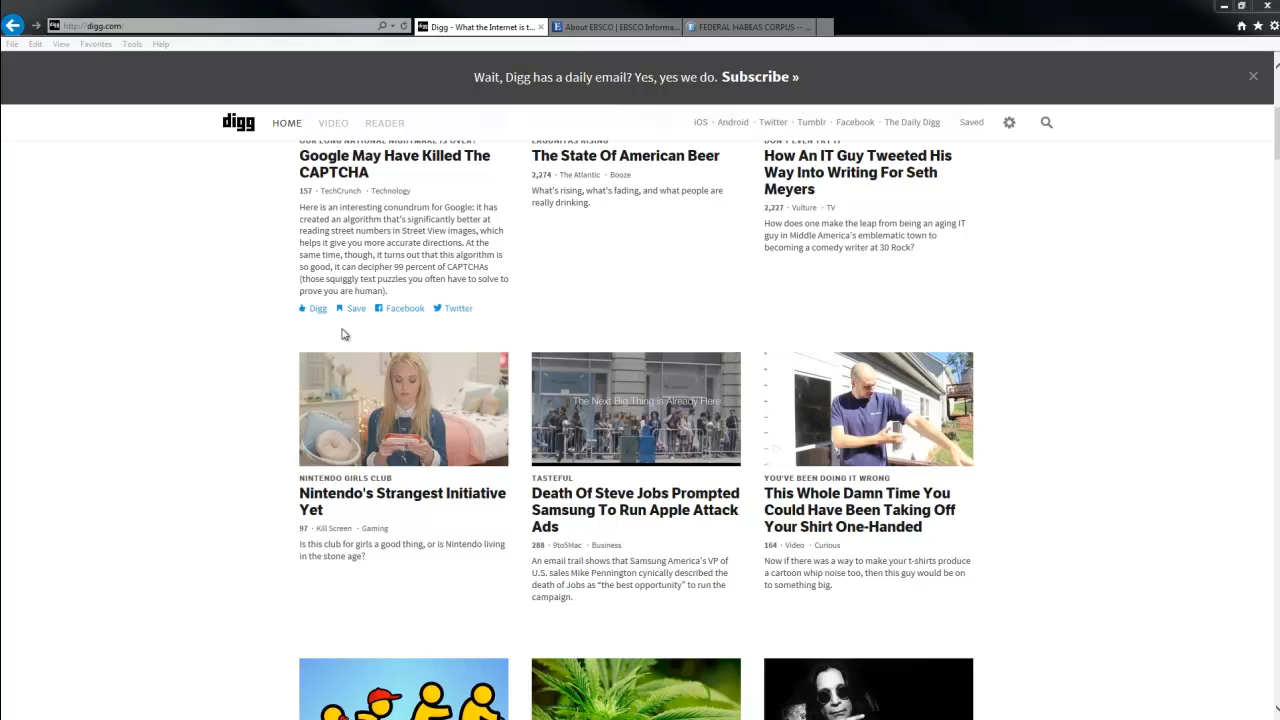 http://digg.com/
Digg - What the Internet is t...
About EBSCO | EBSCO Informa...
FEDERAL HABEAS CORPUS -- ...
File Edit View Favorites Tools Help
Wait, Digg has a daily email? Yes, yes we do. Subscribe »
digg HOME VIDEO READER
iOS · Android · Twitter · Tumblr · Facebook · The Daily Digg Saved
OUR LONG NATIONAL NIGHTMARE IS OVER?
Google May Have Killed The
CAPTCHA
157 · TechCrunch · Technology
Here is an interesting conundrum for Google: it has
created an algorithm that's significantly better at
reading street numbers in Street View images, which
helps it give you more accurate directions. At the
same time, though, it turns out that this algorithm is
so good, it can decipher 99 percent of CAPTCHAs
(those squiggly text puzzles you often have to solve to
prove you are human).
Digg Save Facebook Twitter
LAGUNITAS RISING
The State Of American Beer
2,274 · The Atlantic · Booze
What's rising, what's fading, and what people are
really drinking.
DON'T EVEN TRY IT
How An IT Guy Tweeted His
Way Into Writing For Seth
Meyers
2,227 · Vulture · TV
How does one make the leap from being an aging IT
guy in Middle America's emblematic town to
becoming a comedy writer at 30 Rock?
NINTENDO GIRLS CLUB
Nintendo's Strangest Initiative
Yet
97 · Kill Screen · Gaming
Is this club for girls a good thing, or is Nintendo living
in the stone age?
The Next Big Thing is Already Here
TASTEFUL
Death Of Steve Jobs Prompted
Samsung To Run Apple Attack
Ads
288 · 9to5Mac · Business
An email trail shows that Samsung America's VP of
U.S. sales Mike Pennington cynically described the
death of Jobs as “the best opportunity” to run the
campaign.
YOU'VE BEEN DOING IT WRONG
This Whole Damn Time You
Could Have Been Taking Off
Your Shirt One-Handed
164 · Video · Curious
Now if there was a way to make your t-shirts produce
a cartoon whip noise too, then this guy would be on
to something big.